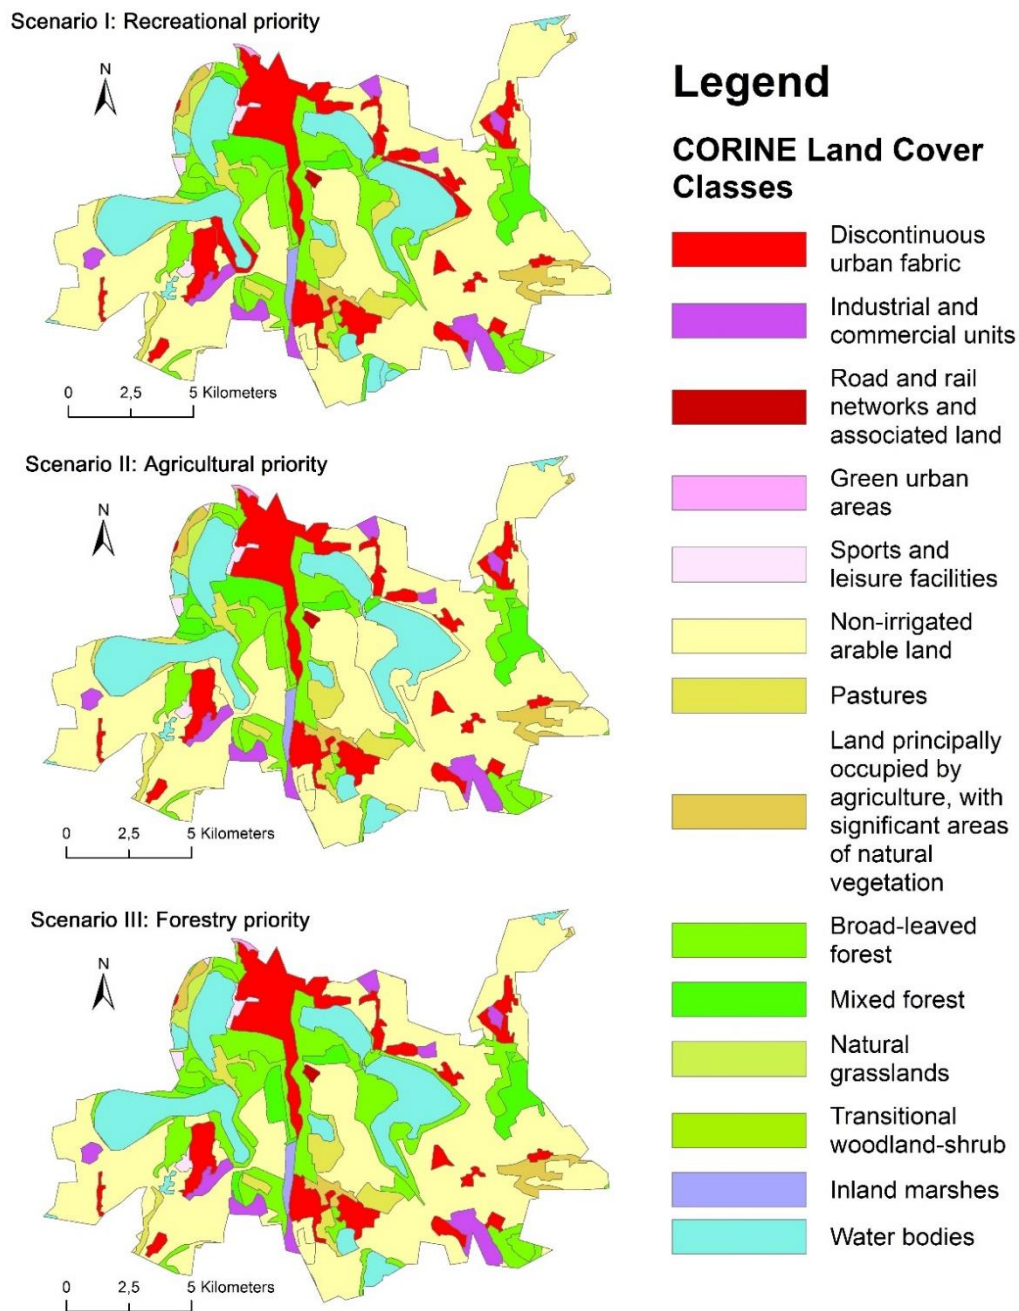 Scenario I: Recreational priority
N
0 2,5 5 Kilometers
Scenario II: Agricultural priority
N
0 2,5 5 Kilometers
Scenario III: Forestry priority
N
0 2,5 5 Kilometers
Legend
CORINE Land Cover
Classes
Discontinuous
urban fabric
Industrial and
commercial units
Road and rail
networks and
associated land
Green urban
areas
Sports and
leisure facilities
Non-irrigated
arable land
Pastures
Land principally
occupied by
agriculture, with
significant areas
of natural
vegetation
Broad-leaved
forest
Mixed forest
Natural
grasslands
Transitional
woodland-shrub
Inland marshes
Water bodies